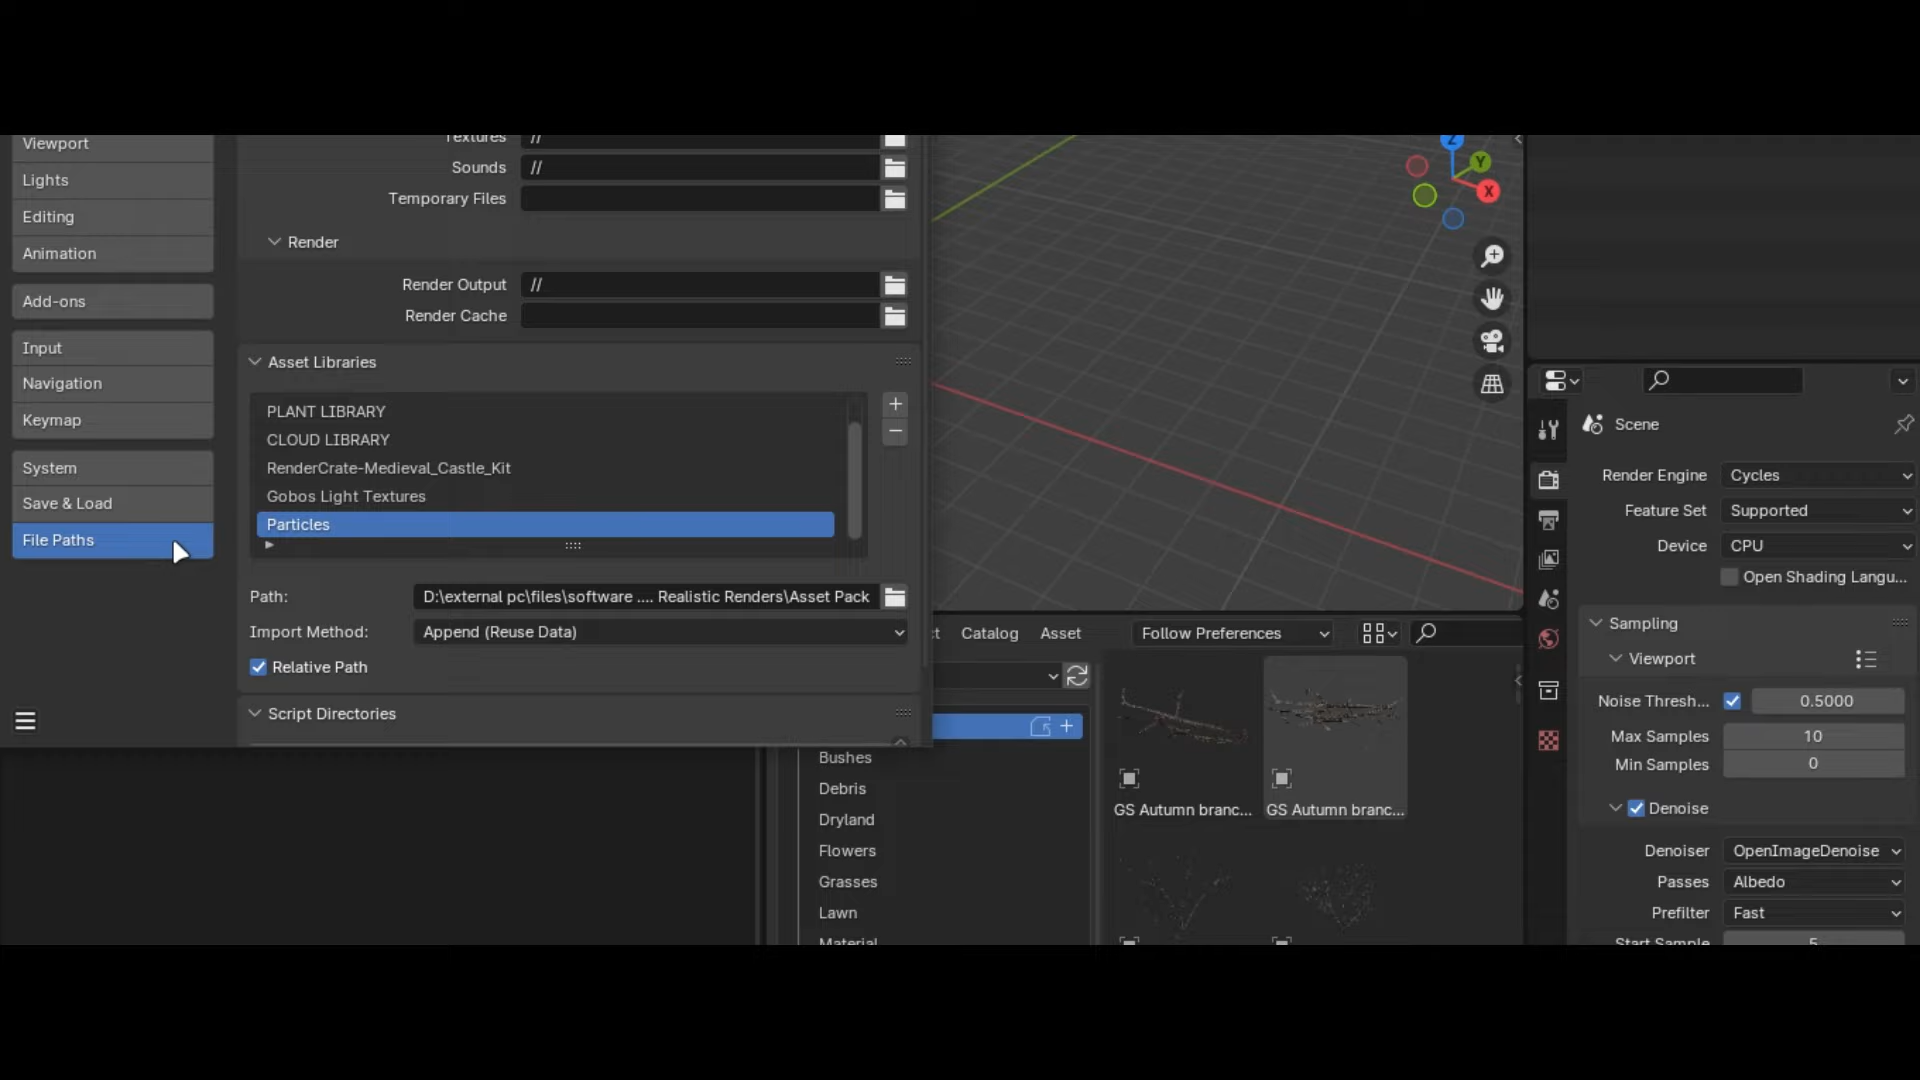 Viewport
Lights
Editing
Animation
Add-ons
Input
Navigation
Keymap
System
Save & Load
File Paths
Textures //
Sounds //
Temporary Files
Render
Render Output //
Render Cache
Asset Libraries
PLANT LIBRARY
CLOUD LIBRARY
RenderCrate-Medieval_Castle_Kit
Gobos Light Textures
Particles
Path: D:\external pc\files\software .... Realistic Renders\Asset Pack
Import Method: Append (Reuse Data)
Relative Path
Script Directories
Z
Y
X
Catalog Asset Follow Preferences
Bushes
Debris
Dryland
Flowers
Grasses
Lawn
Material
GS Autumn branc... GS Autumn branc...
Scene
Render Engine Cycles
Feature Set Supported
Device CPU
Open Shading Langu...
Sampling
Viewport
Noise Thresh... 0.5000
Max Samples 10
Min Samples 0
Denoise
Denoiser OpenImageDenoise
Passes Albedo
Prefilter Fast
Start Sample 5